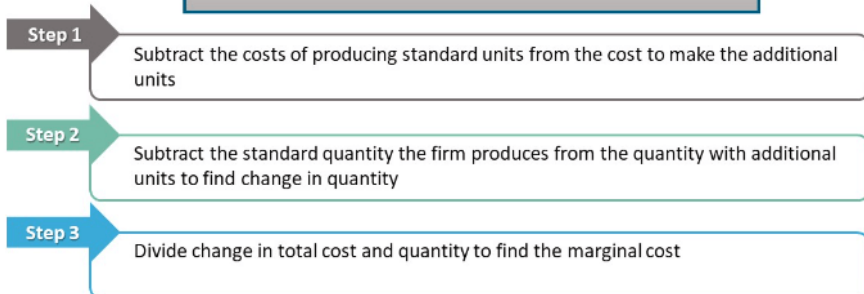 Step 1
Subtract the costs of producing standard units from the cost to make the additional
units
Step 2
Subtract the standard quantity the firm produces from the quantity with additional
units to find change in quantity
Step 3
Divide change in total cost and quantity to find the marginal cost